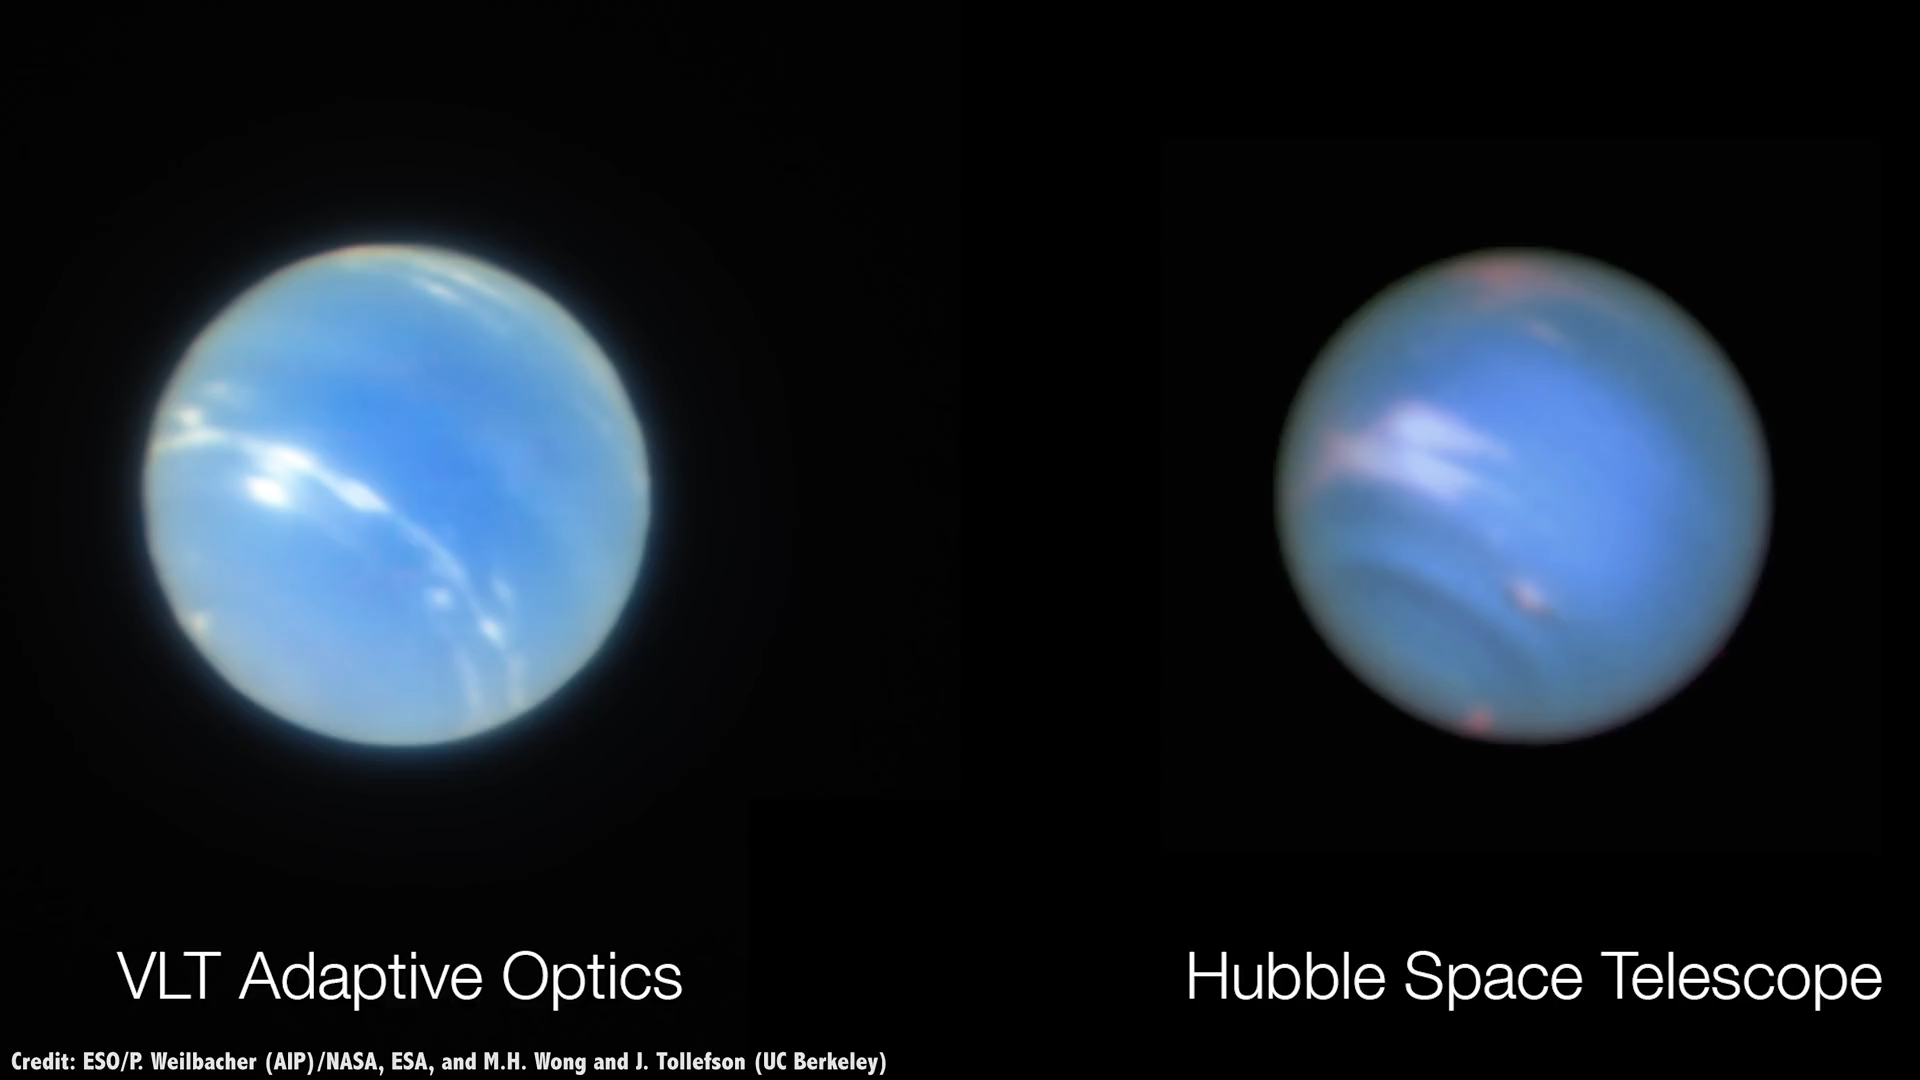 VLT Adaptive Optics
Hubble Space Telescope
Credit: ESO/P. Weilbacher (AIP)/NASA, ESA, and M.H. Wong and J. Tollefson (UC Berkeley)